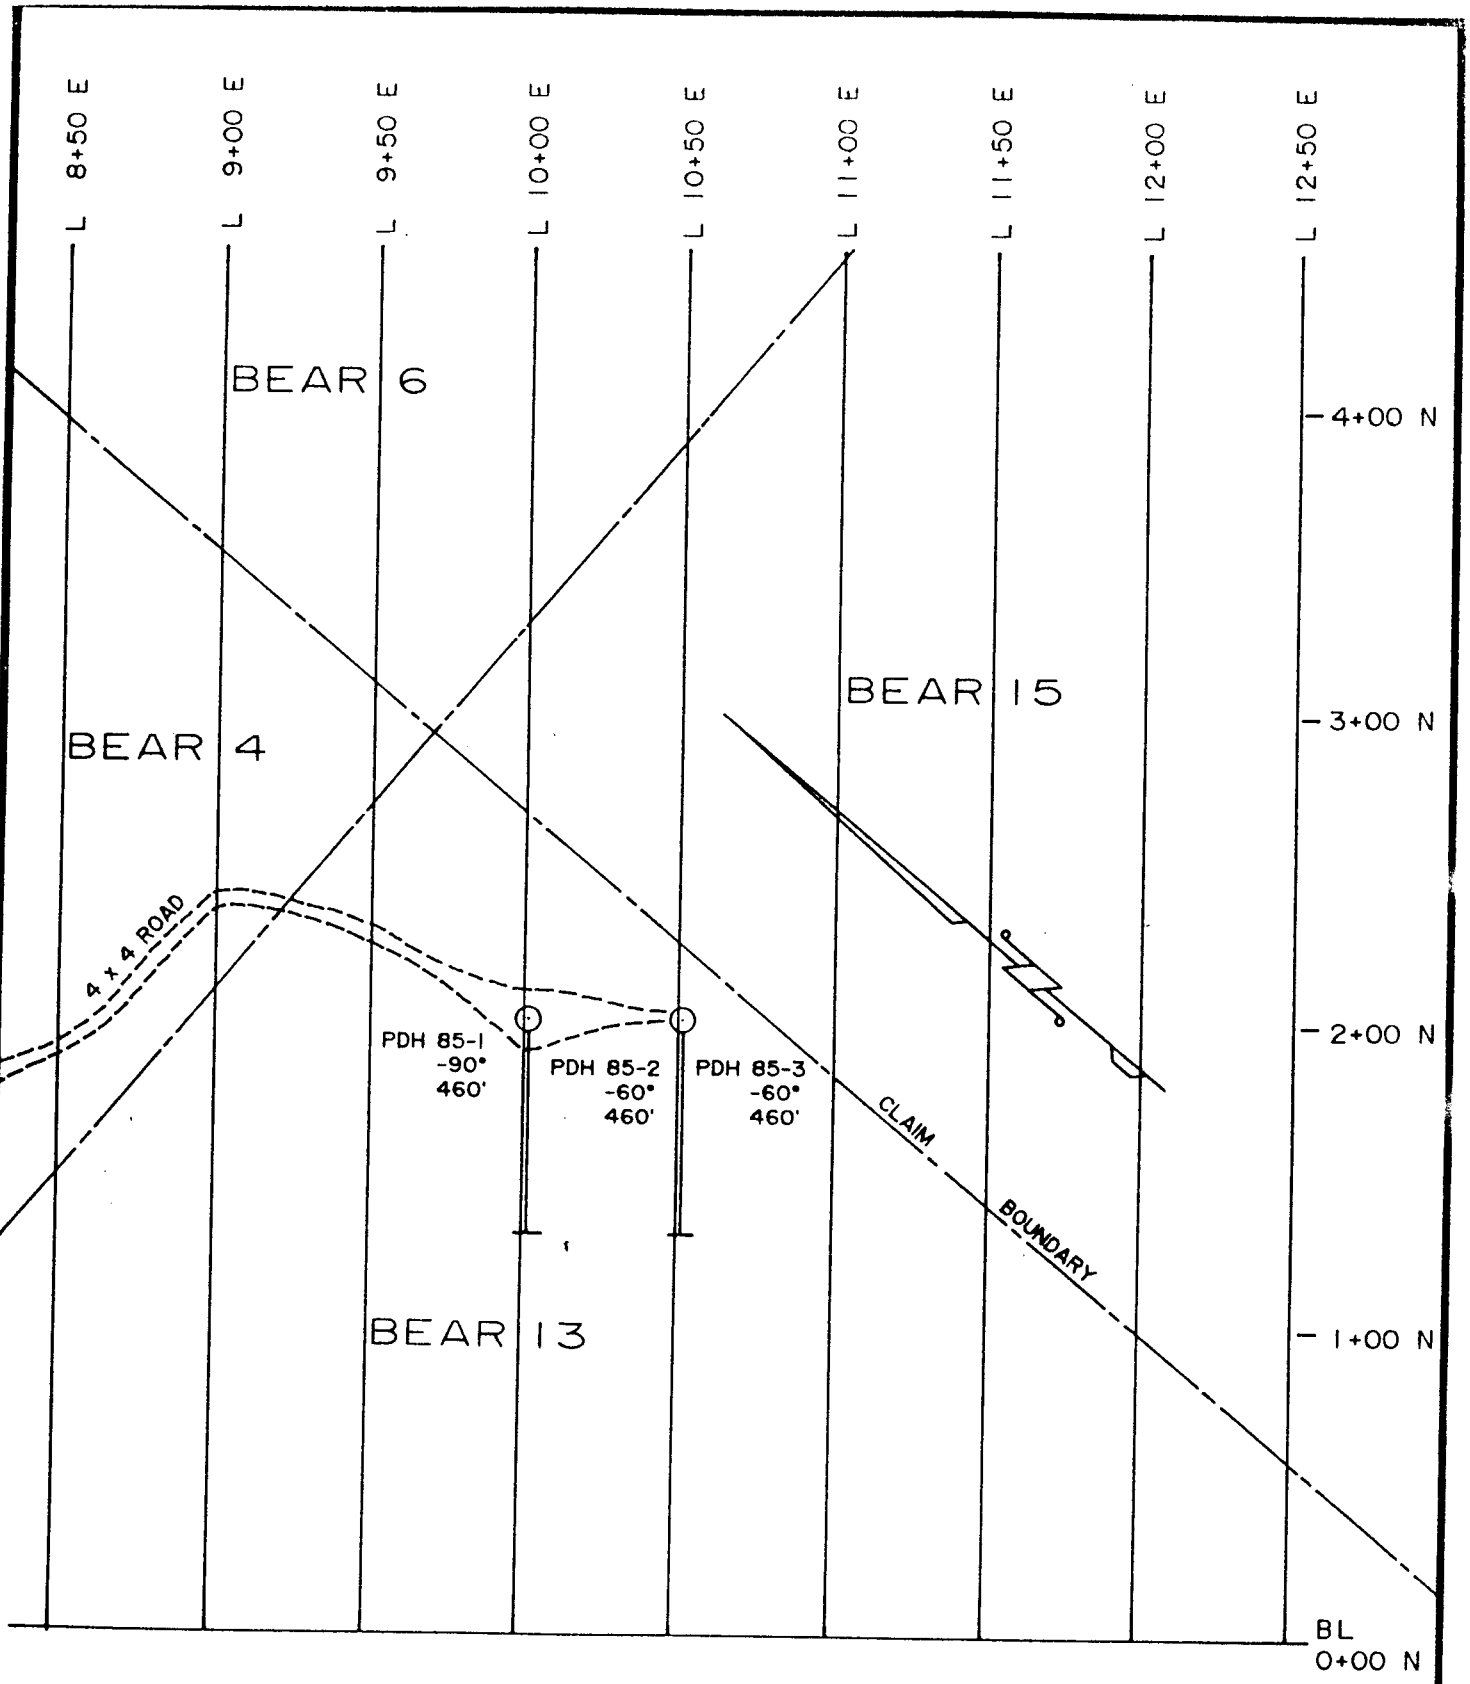 L 8+50 E
L 9+00 E
L 9+50 E
L 10+00 E
L 10+50 E
L 11+00 E
L 11+50 E
L 12+00 E
L 12+50 E
BEAR 6
4+00 N
BEAR 15
3+00 N
BEAR 4
4 x 4 ROAD
2+00 N
PDH 85-1
-90°
460'
PDH 85-2
-60°
460'
PDH 85-3
-60°
460'
CLAIM
BOUNDARY
BEAR 13
1+00 N
BL
0+00 N